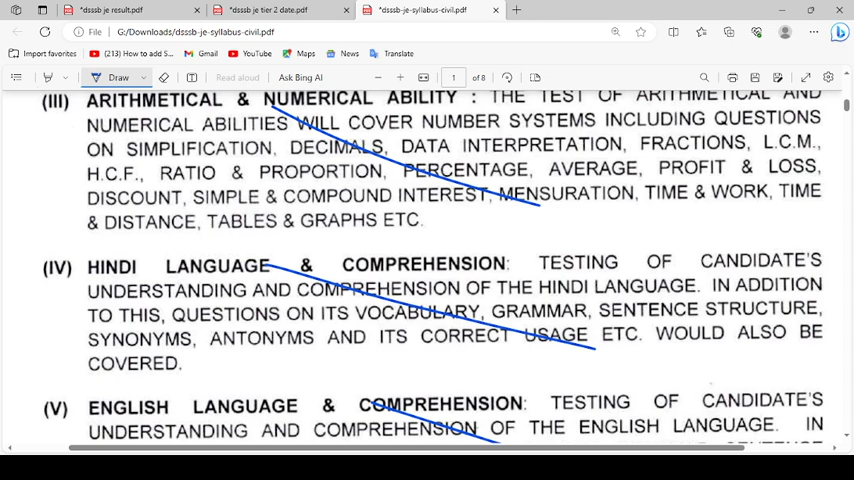 *dsssb je result.pdf
*dsssb je tier 2 date.pdf
*dsssb-je-syllabus-civil.pdf
File
G:/Downloads/dsssb-je-syllabus-civil.pdf
Import favorites
(213) How to add S...
Gmail
YouTube
Maps
News
Translate
Draw
Read aloud
Ask Bing AI
1
of 8
(III) ARITHMETICAL & NUMERICAL ABILITY : THE TEST OF ARITHMETICAL AND
NUMERICAL ABILITIES WILL COVER NUMBER SYSTEMS INCLUDING QUESTIONS
ON SIMPLIFICATION, DECIMALS, DATA INTERPRETATION, FRACTIONS, L.C.M.,
H.C.F., RATIO & PROPORTION, PERCENTAGE, AVERAGE, PROFIT & LOSS,
DISCOUNT, SIMPLE & COMPOUND INTEREST, MENSURATION, TIME & WORK, TIME
& DISTANCE, TABLES & GRAPHS ETC.
(IV) HINDI LANGUAGE & COMPREHENSION: TESTING OF CANDIDATE'S
UNDERSTANDING AND COMPREHENSION OF THE HINDI LANGUAGE. IN ADDITION
TO THIS, QUESTIONS ON ITS VOCABULARY, GRAMMAR, SENTENCE STRUCTURE,
SYNONYMS, ANTONYMS AND ITS CORRECT USAGE ETC. WOULD ALSO BE
COVERED.
(V) ENGLISH LANGUAGE & COMPREHENSION: TESTING OF CANDIDATE'S
UNDERSTANDING AND COMPREHENSION OF THE ENGLISH LANGUAGE. IN